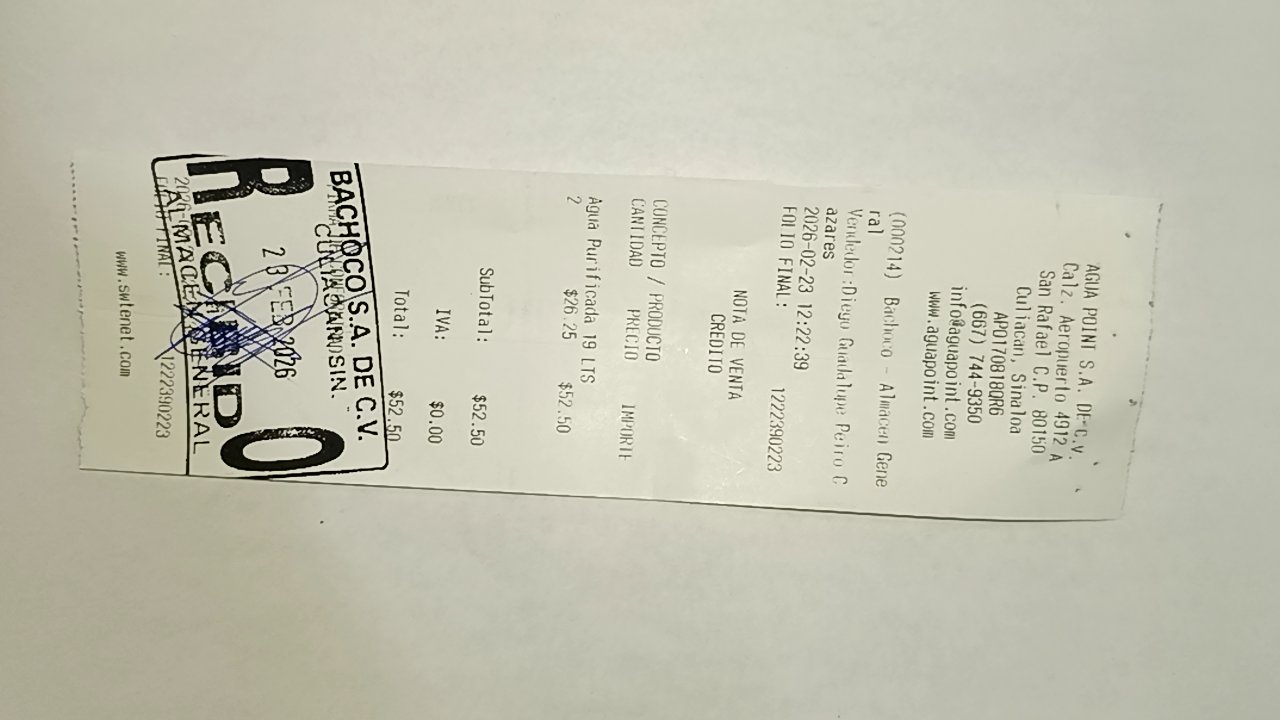 AGUA POINT S.A. DE C.V.
Calz. Aeropuerto 4912 A
San Rafael C.P. 80150
Culiacan, Sinaloa
APO170818QR6
(667) 744-9350
info@aguapoint.com
www.aguapoint.com
(000214) Bachoco - Almacen Gene
ral
Vendedor:Diego Guadalupe Peiro C
azares
2026-02-23 12:22:39
FOLIO FINAL: 1222390223
NOTA DE VENTA
CREDITO
CONCEPTO / PRODUCTO
CANTIDAD PRECIO IMPORTE
Agua Purificada 19 LTS
2 $26.25 $52.50
SubTotal: $52.50
IVA: $0.00
Total: $52.50
BACHOCO S.A. DE C.V.
CULIACAN, SIN.
23 FEB 2026
RECIBIDO
ALMACEN GENERAL
FOLIO FINAL: 1222390223
www.swtenet.com